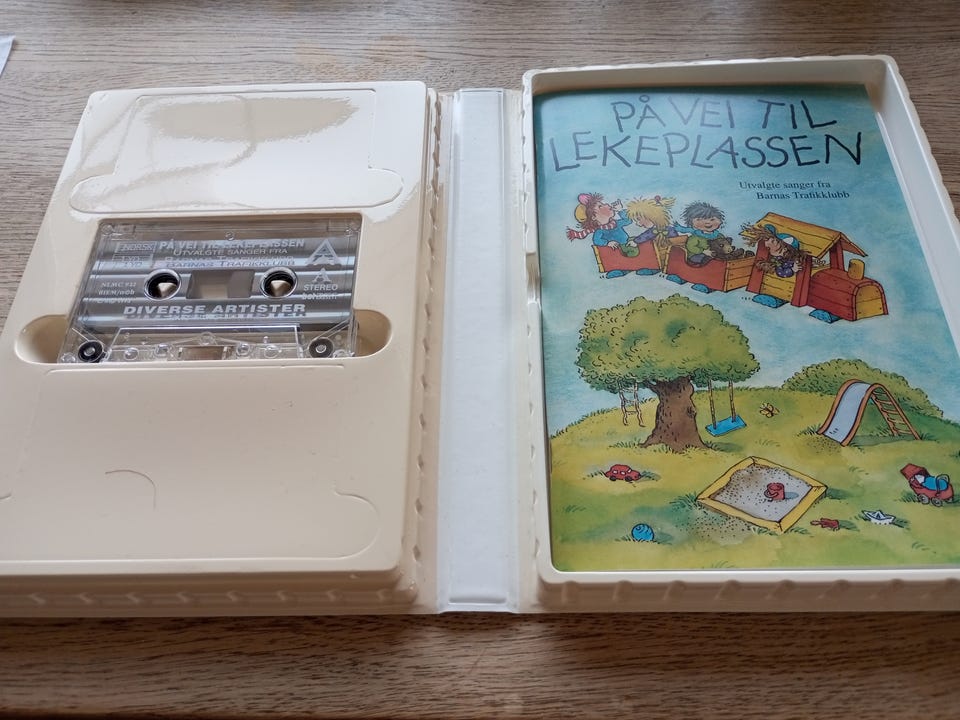 NORSK
PÅ VEI TIL LEKEPLASSEN
UTVALGTE SANGER FRA
BARNAS TRAFIKKLUBB
A
A
STEREO
DIVERSE ARTISTER
PÅ VEI TIL
LEKEPLASSEN
Utvalgte sanger fra
Barnas Trafikklubb